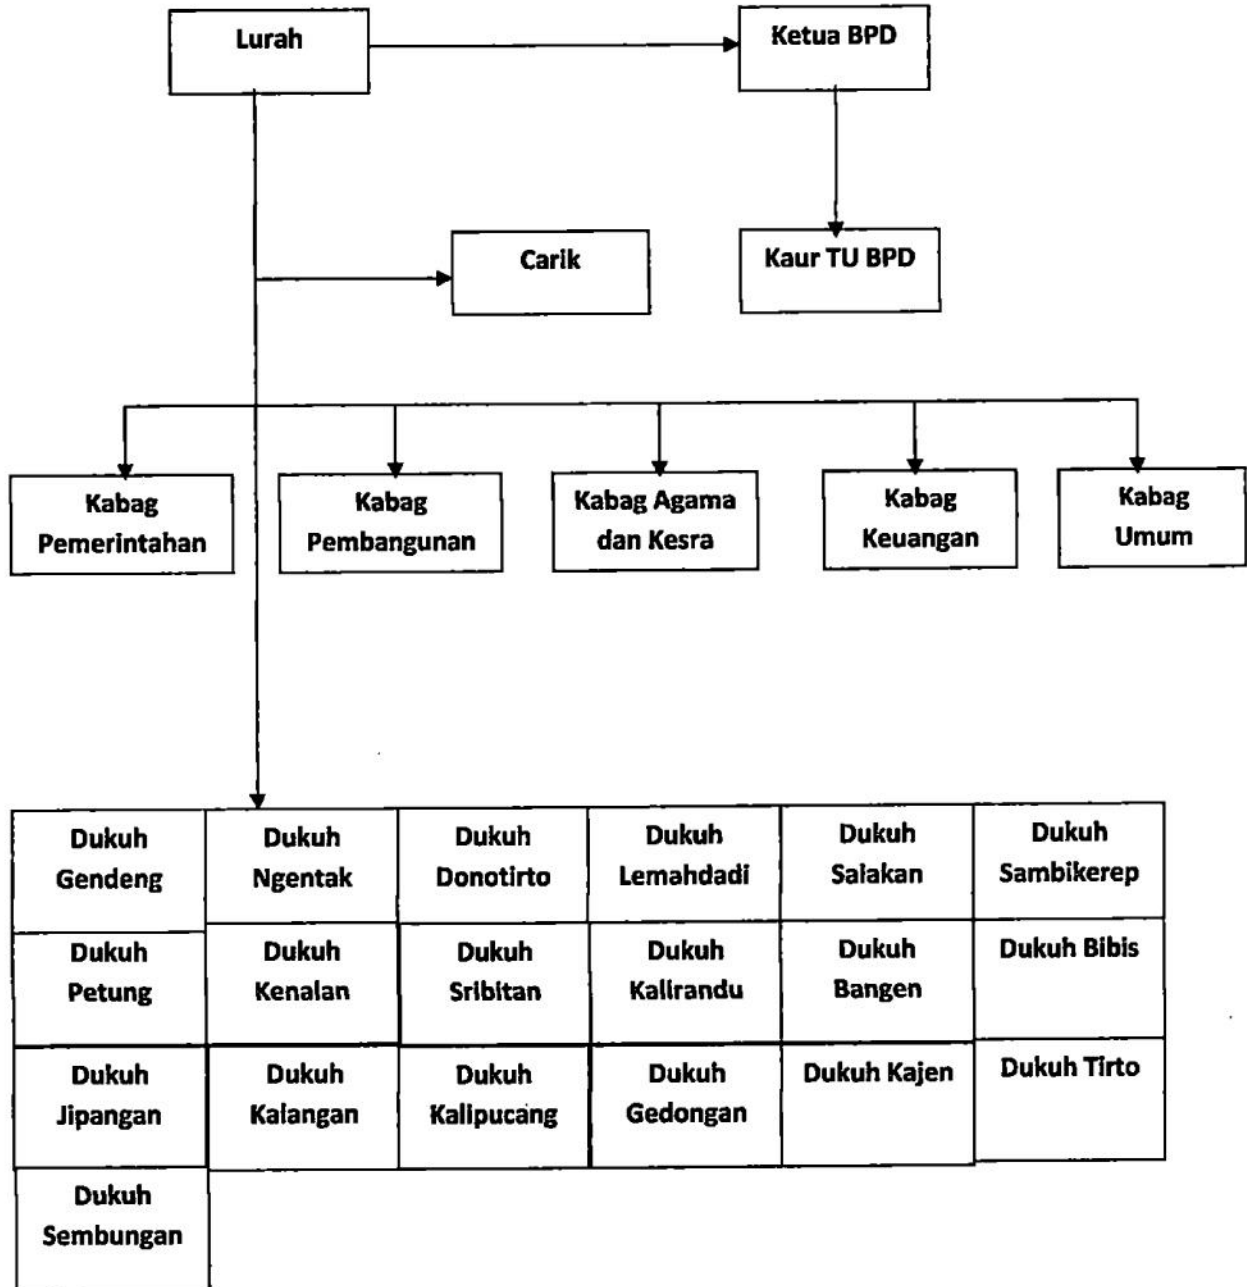 Lurah
Ketua BPD
Carik
Kaur TU BPD
Kabag
Pemerintahan
Kabag
Pembangunan
Kabag Agama
dan Kesra
Kabag
Keuangan
Kabag
Umum
Dukuh
Gendeng
Dukuh
Ngentak
Dukuh
Donotirto
Dukuh
Lemahdadi
Dukuh
Salakan
Dukuh
Sambikerep
Dukuh
Petung
Dukuh
Kenalan
Dukuh
Sribitan
Dukuh
Kalirandu
Dukuh
Bangen
Dukuh Bibis
Dukuh
Jipangan
Dukuh
Kalangan
Dukuh
Kalipucang
Dukuh
Gedongan
Dukuh Kajen
Dukuh Tirto
Dukuh
Sembungan